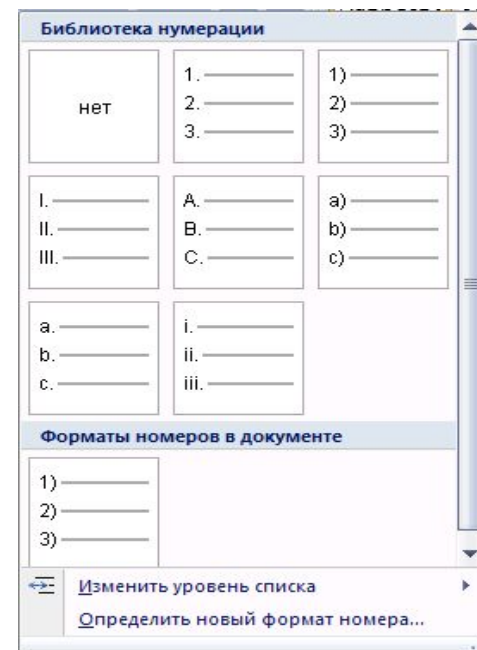 Библиотека нумерации
нет
1.
2.
3.
1)
2)
3)
I.
II.
III.
A.
B.
C.
a)
b)
c)
a.
b.
c.
i.
ii.
iii.
Форматы номеров в документе
1)
2)
3)
Изменить уровень списка
Определить новый формат номера...